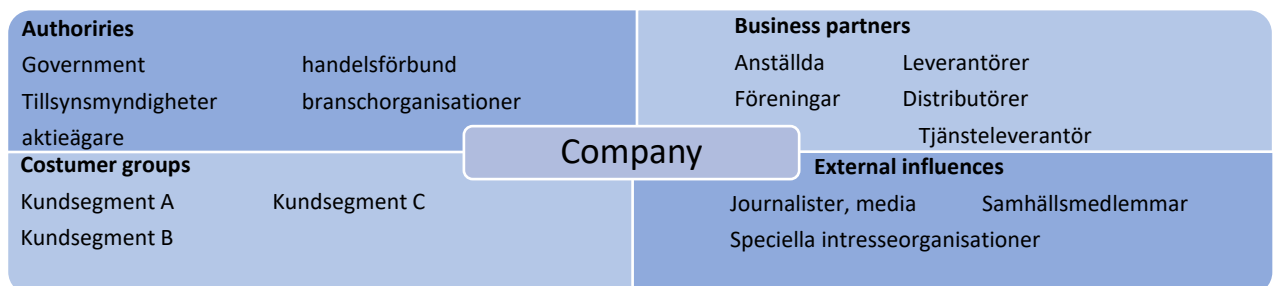 Authoriries
Government handelsförbund
Tillsynsmyndigheter branschorganisationer
aktieägare
Business partners
Anställda Leverantörer
Föreningar Distributörer
Tjänsteleverantör
Company
Costumer groups
Kundsegment A Kundsegment C
Kundsegment B
External influences
Journalister, media Samhällsmedlemmar
Speciella intresseorganisationer